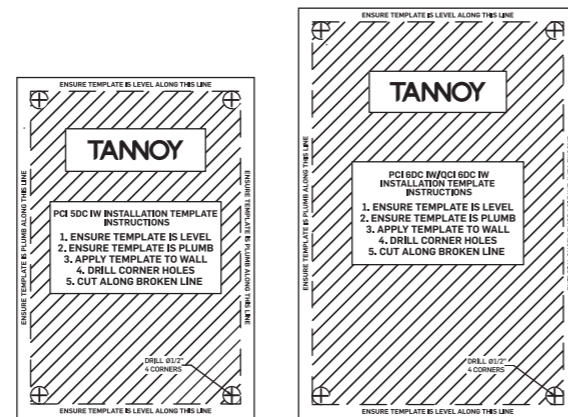 ENSURE TEMPLATE IS LEVEL ALONG THIS LINE
TANNOY
PCI 5DC IW INSTALLATION TEMPLATE
INSTRUCTIONS
1. ENSURE TEMPLATE IS LEVEL
2. ENSURE TEMPLATE IS PLUMB
3. APPLY TEMPLATE TO WALL
4. DRILL CORNER HOLES
5. CUT ALONG BROKEN LINE
ENSURE TEMPLATE IS PLUMB ALONG THIS LINE
ENSURE TEMPLATE IS PLUMB ALONG THIS LINE
DRILL Ø1/2"
4 CORNERS
ENSURE TEMPLATE IS LEVEL ALONG THIS LINE
ENSURE TEMPLATE IS LEVEL ALONG THIS LINE
TANNOY
PCI 6DC IW/QCI 6DC IW
INSTALLATION TEMPLATE
INSTRUCTIONS
1. ENSURE TEMPLATE IS LEVEL
2. ENSURE TEMPLATE IS PLUMB
3. APPLY TEMPLATE TO WALL
4. DRILL CORNER HOLES
5. CUT ALONG BROKEN LINE
ENSURE TEMPLATE IS PLUMB ALONG THIS LINE
DRILL Ø1/2"
4 CORNERS
ENSURE TEMPLATE IS LEVEL ALONG THIS LINE